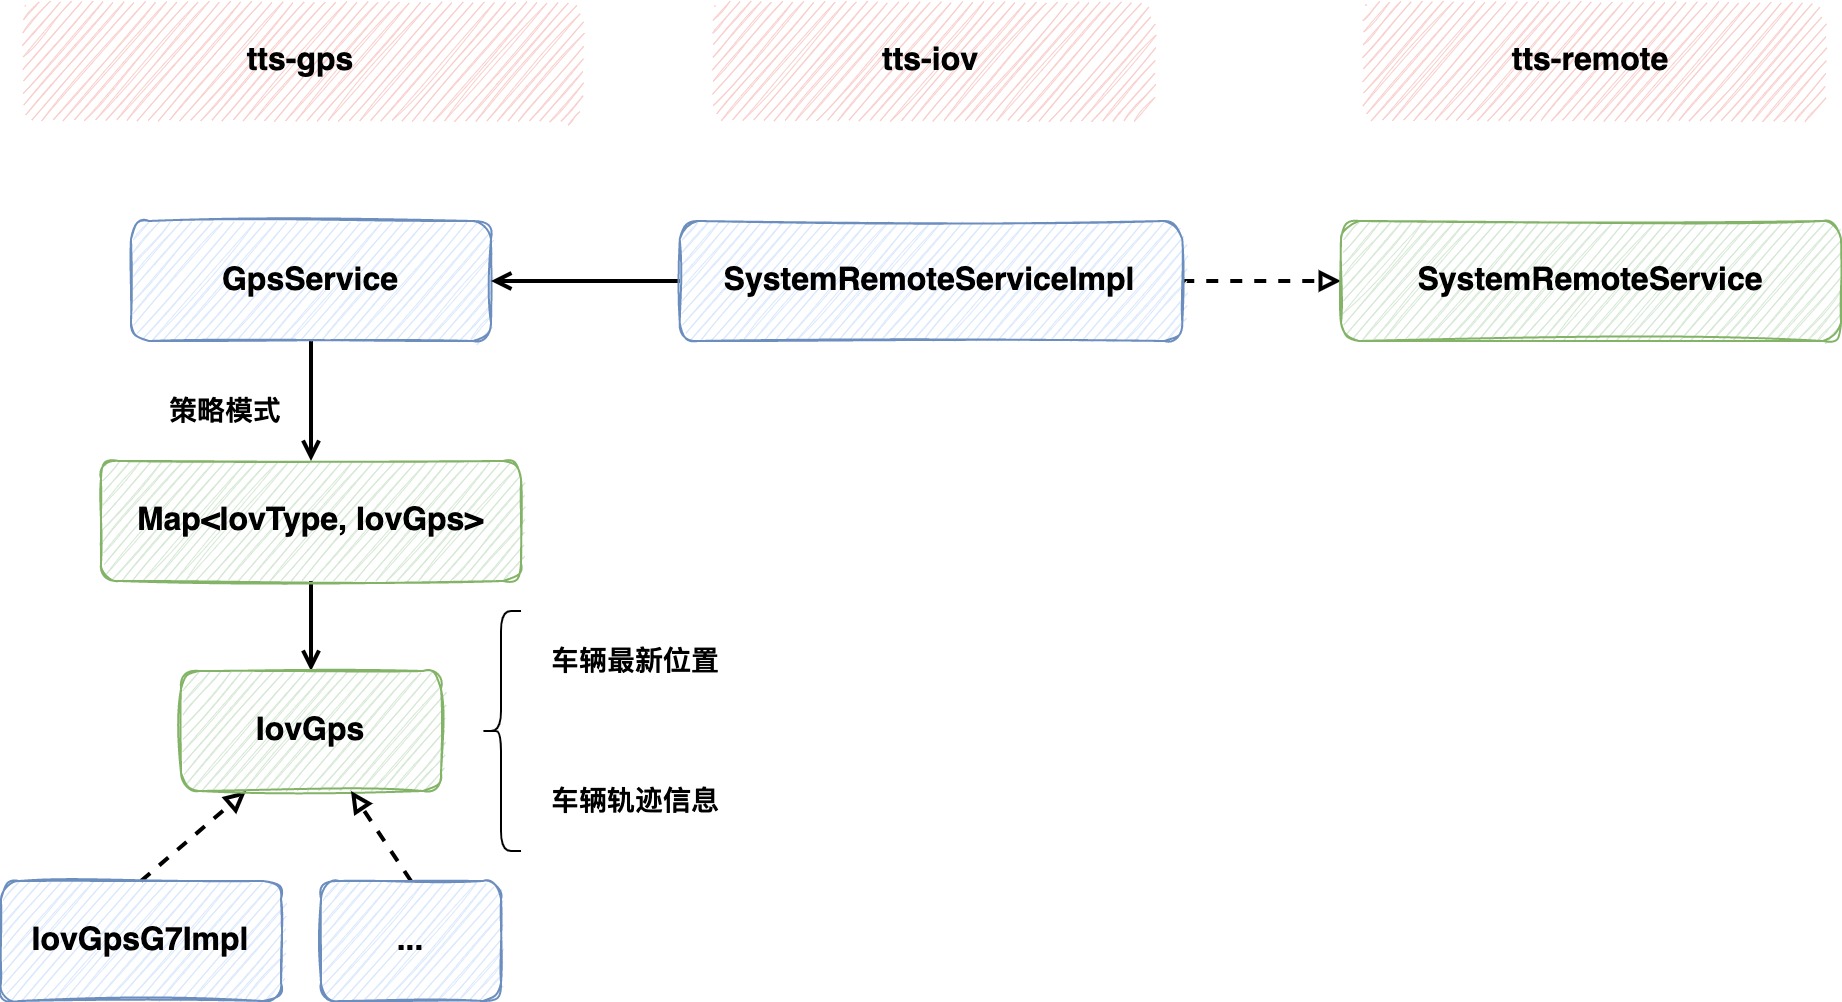 tts-gps
tts-iov
tts-remote
GpsService
SystemRemoteServiceImpl
SystemRemoteService
策略模式
Map<IovType, IovGps>
车辆最新位置
IovGps
车辆轨迹信息
IovGpsG7Impl
...